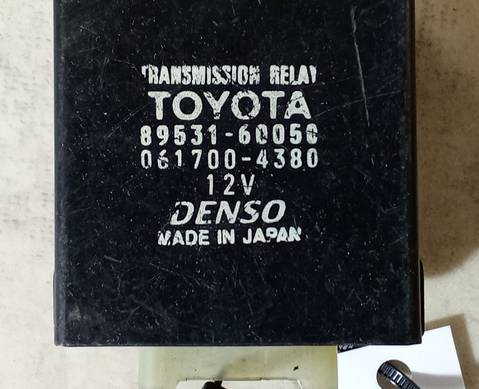 TRANSMISSION RELAY
TOYOTA
89531-60050
061700-4380
12V
DENSO
MADE IN JAPAN